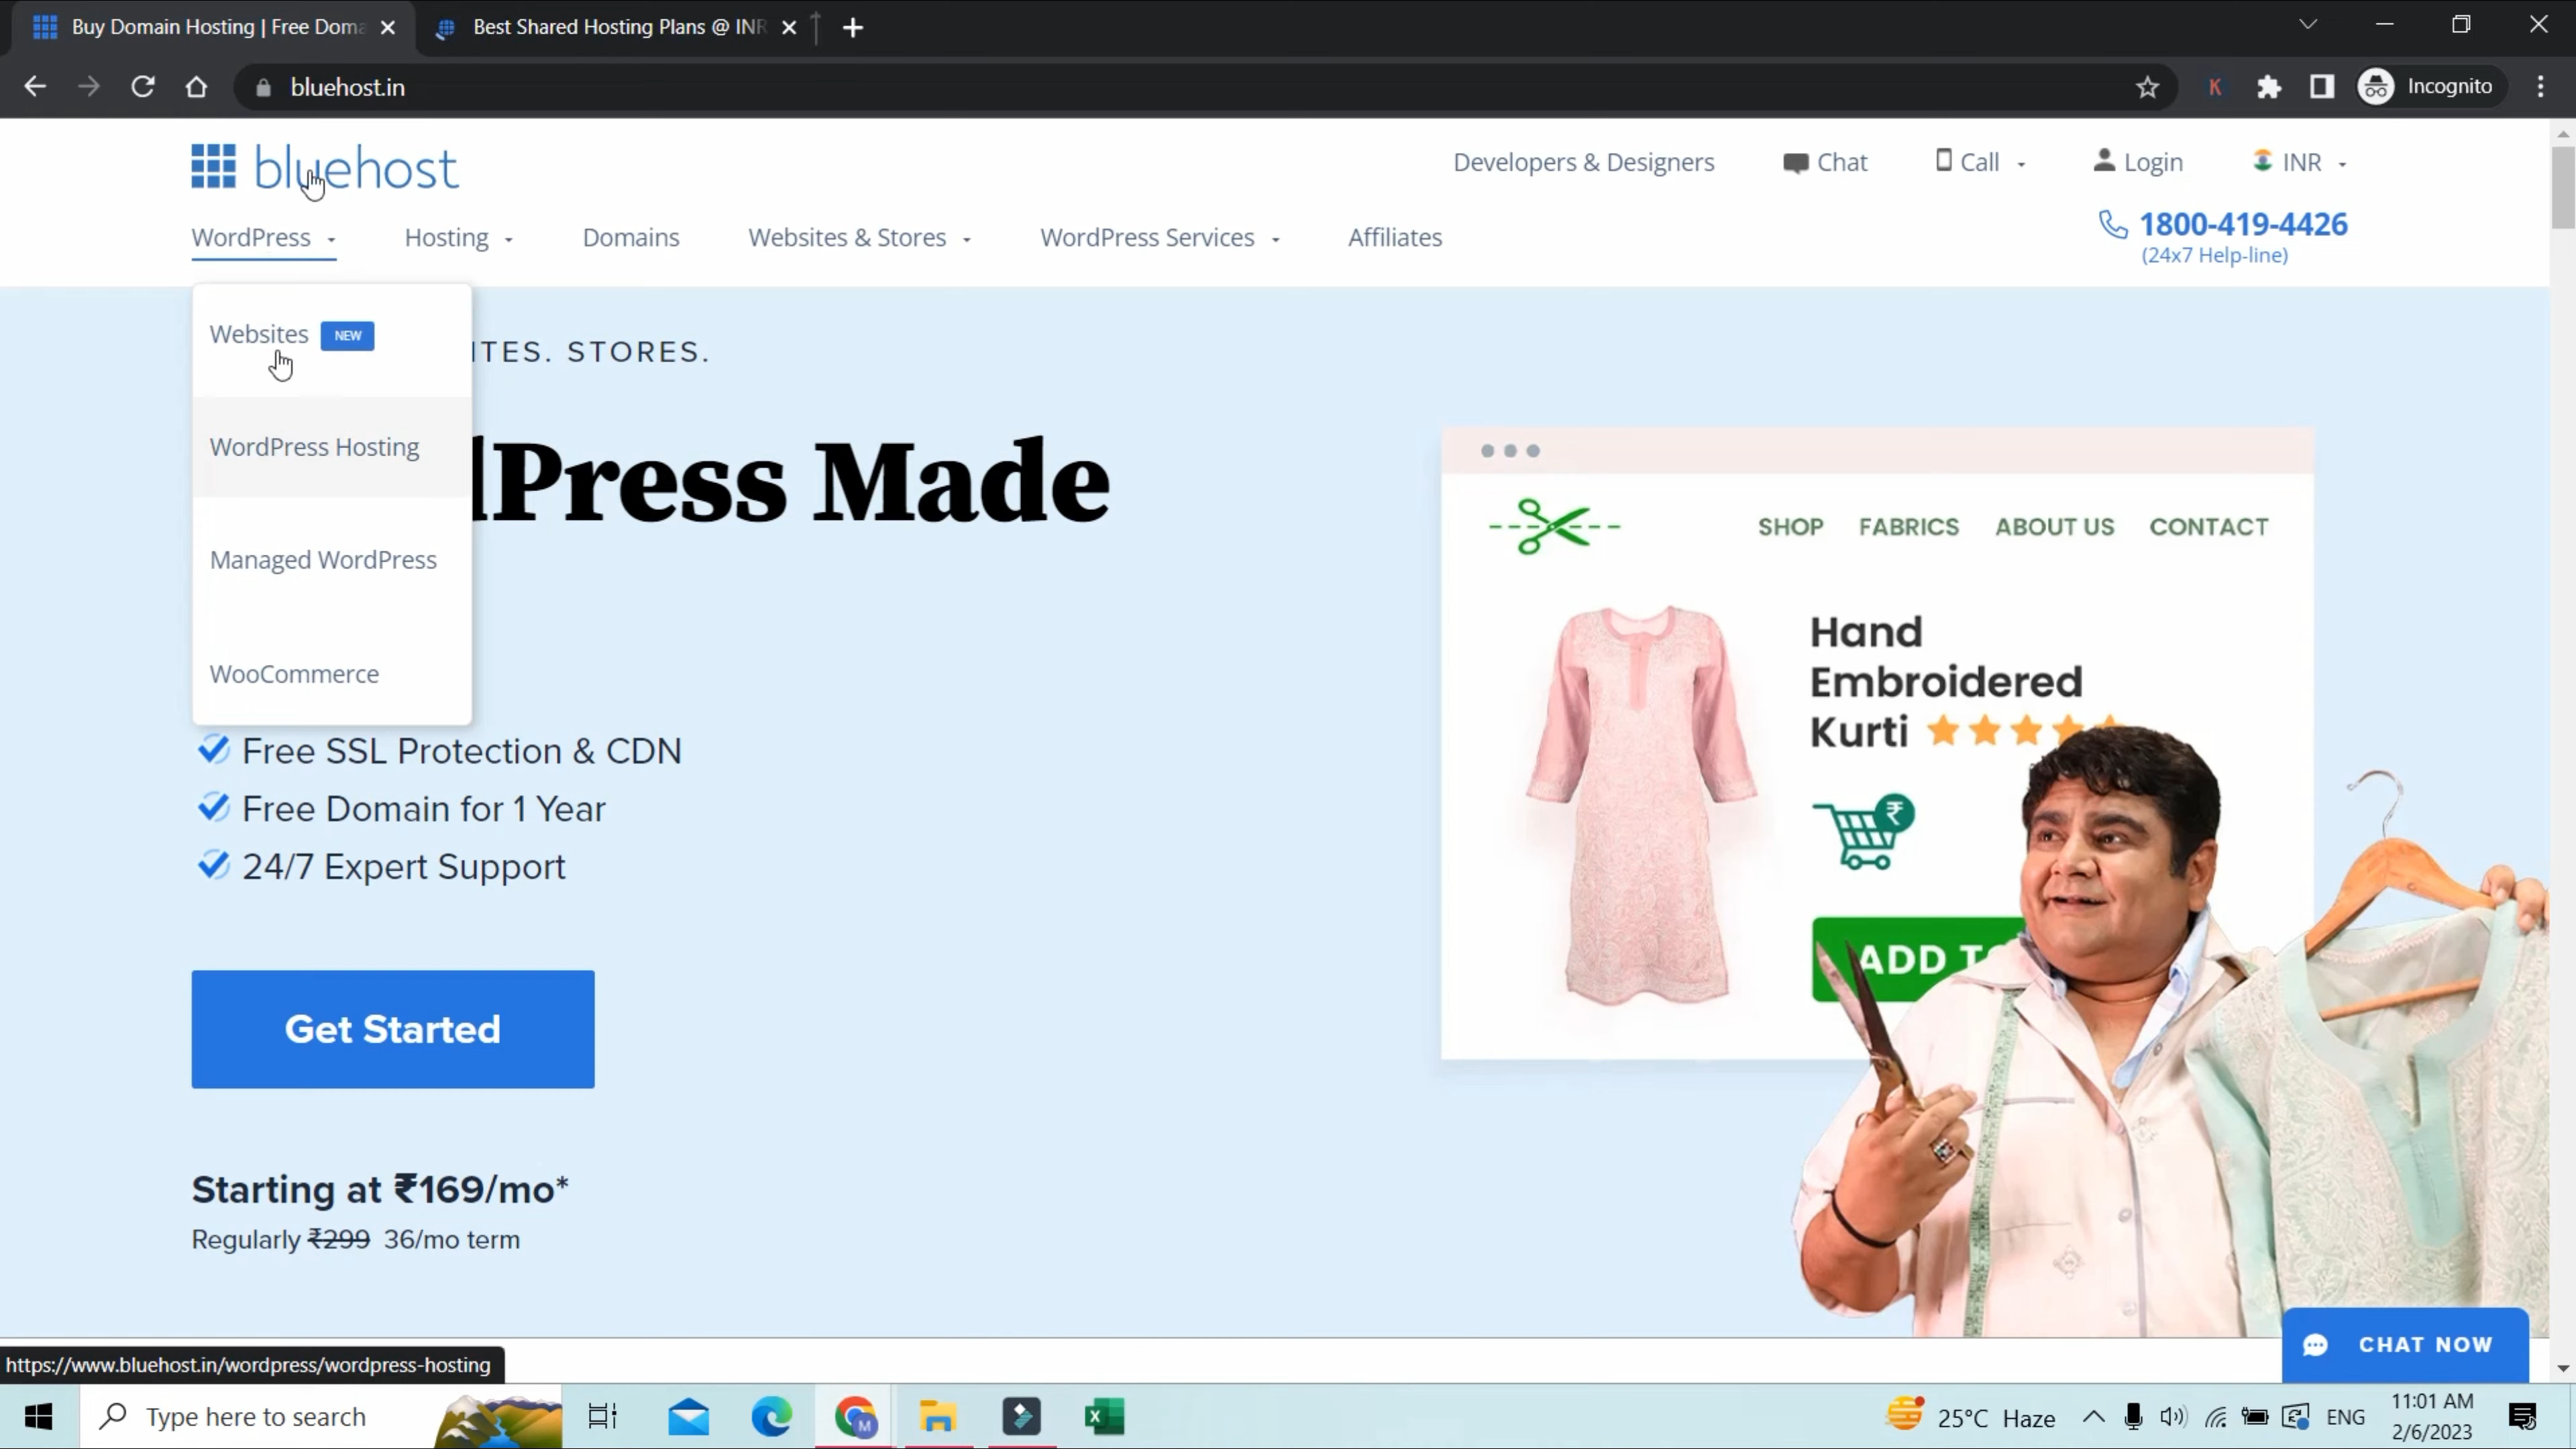 Buy Domain Hosting | Free Doma
Best Shared Hosting Plans @ INR
bluehost.in
K
Incognito
bluehost
Developers & Designers
Chat
Call
Login
INR
WordPress
Hosting
Domains
Websites & Stores
WordPress Services
Affiliates
1800-419-4426
(24x7 Help-line)
Websites NEW
WordPress Hosting
Managed WordPress
WooCommerce
ITES. STORES.
dPress Made
Free SSL Protection & CDN
Free Domain for 1 Year
24/7 Expert Support
Get Started
Starting at ₹169/mo*
Regularly ₹299 36/mo term
SHOP FABRICS ABOUT US CONTACT
Hand
Embroidered
Kurti
₹
ADD TO
CHAT NOW
https://www.bluehost.in/wordpress/wordpress-hosting
Type here to search
M
X
25°C Haze
ENG
11:01 AM
2/6/2023